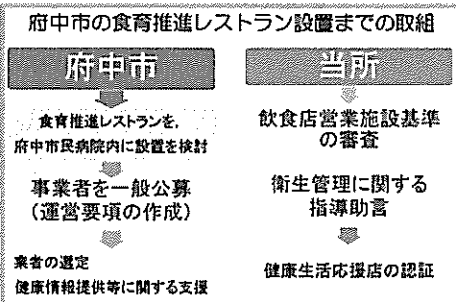 府中市の食育推進レストラン設置までの取組
府中市
食育推進レストランを,
府中市民病院内に設置を検討
事業者を一般公募
(運営要項の作成)
業者の選定
健康情報提供等に関する支援
当所
飲食店営業施設基準
の審査
衛生管理に関する
指導助言
健康生活応援店の認証